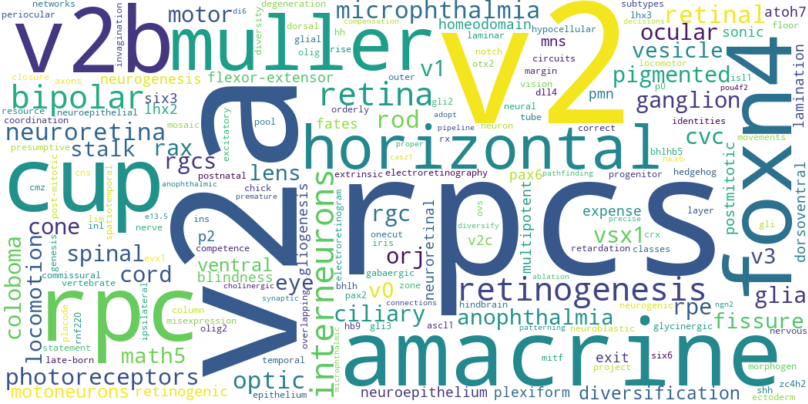 networks
periocular
v2b
invagination
motor
di6
degeneration
diversity
glial
dorsal
olig
hh
rise
compensation
microphthalmia
homeodomain
laminar
otx2
hypocellular
notch
mns
circuits
margin
vision
dll4
subtypes
lhx3
decisions
retinal
ocular
sonic
atoh7
floor
muller
v2
v1
closure
axons
neurogenesis
flexor-extensor
outer
gli2
neural
tube
pmn
vesicle
locomotor
pigmented
isl1
p0
pou4f2
lamination
bipolar
six3
lhx2
retina
orderly
adopt
neuron
pipeline
rx
correct
ganglion
identities
resource
neuroepithelial
coordination
mosaic
excitatory
pool
fates
rod
proper
casz1
bhlhb5
nkx6
movements
foxn4
neuroretina
presumptive
stalk
rax
rgcs
a
horizontal
cvc
cup
cmz
cns
post-mitotic
spatiotemporal
anophthalmic
postnatal
chick
premature
lens
extrinsic
electroretinography
pax6
pathfinding
progenitor
hedgehog
postmitotic
dorsoventral
cone
lim
inl
e13.5
nerve
ins
competence
v2
gliogenesis
overlapping
interneurons
electroretinogram
rgc
onecut
iris
neuroretinal
ovs
diversify
v2c
multipotent
expense
precise
vsx1
crx
layer
rpcs
classes
retardation
gli
v3
coloboma
locomotion
genesis
evx1
spinal
p2
cholinergic
eye
orj
gabaergic
zone
connections
ablation
commissural
vertebrate
cord
ventral
blindness
bhlh
pax2
v0
retinogenesis
rpe
glia
rpc
placode
rnf220
ipsilateral
column
misexpression
olig2
synaptic
ciliary
hb9
gli3
ascl1
anophthalmia
hindbrain
patterning
neurogenic
ngn2
fissure
nervous
statement
late-born
math5
temporal
microphthalmic
amacrine
neuroblastic
glycinergic
mitf
exit
project
six6
morphogen
zc4h2
shh
ectoderm
photoreceptors
motoneurons
retinogenic
optic
epithelium
neuroepithelium
plexiform
diversification